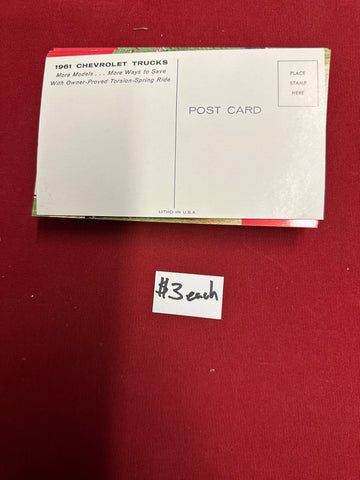 1961 CHEVROLET TRUCKS
More Models . . . More Ways to Save
With Owner-Proved Torsion-Spring Ride
PLACE
STAMP
HERE
POST CARD
LITHO IN U.S.A.
$3 each